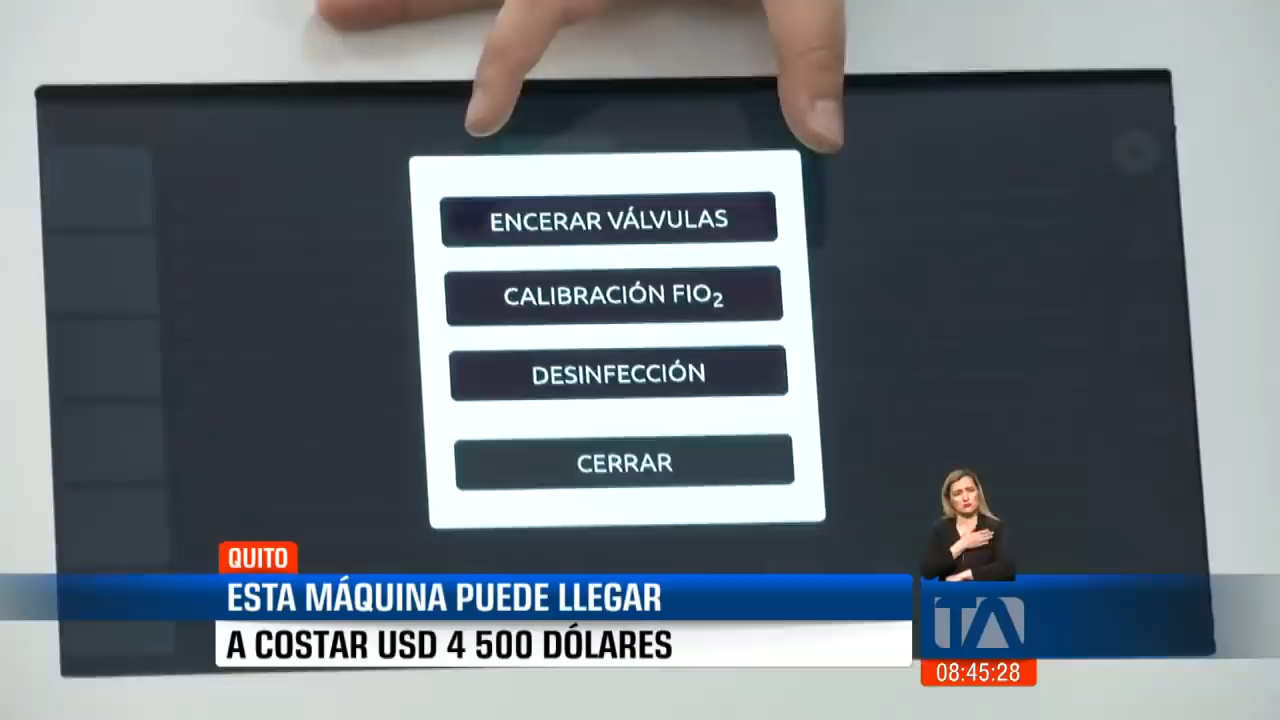 ENCERAR VÁLVULAS
CALIBRACIÓN FIO₂
DESINFECCIÓN
CERRAR
QUITO
ESTA MÁQUINA PUEDE LLEGAR
A COSTAR USD 4 500 DÓLARES
TA
08:45:28